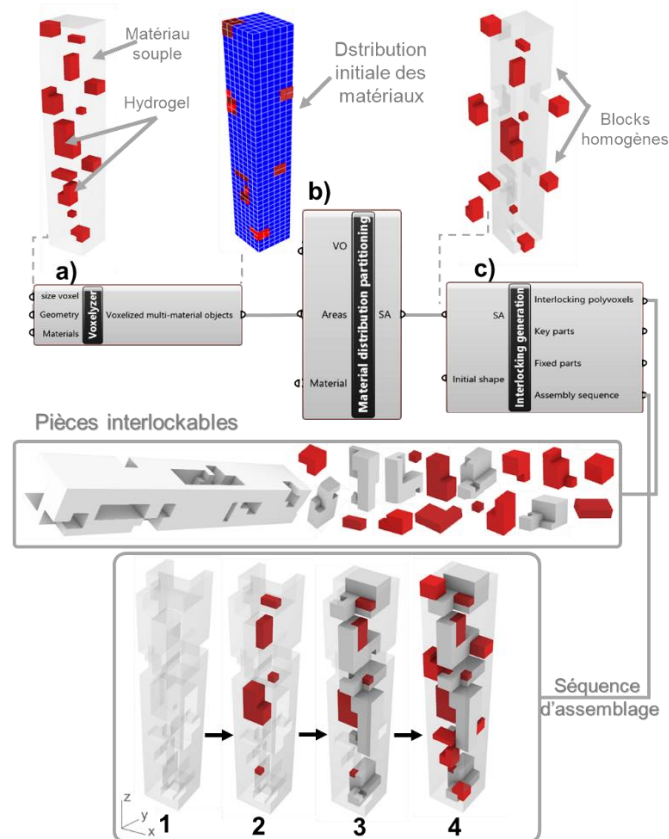 Matériau
souple
Hydrogel
Dstribution
initiale des
matériaux
Blocks
homogènes
a)
size voxel
Geometry
Materials
Voxelyzer
Voxelized multi-material objects
b)
VO
Areas
Material
Material distribution partitioning
SA
c)
SA
Initial shape
Interlocking generation
Interlocking polyvoxels
Key parts
Fixed parts
Assembly sequence
Pièces interlockables
Séquence
d'assemblage
z
y
x
1
2
3
4